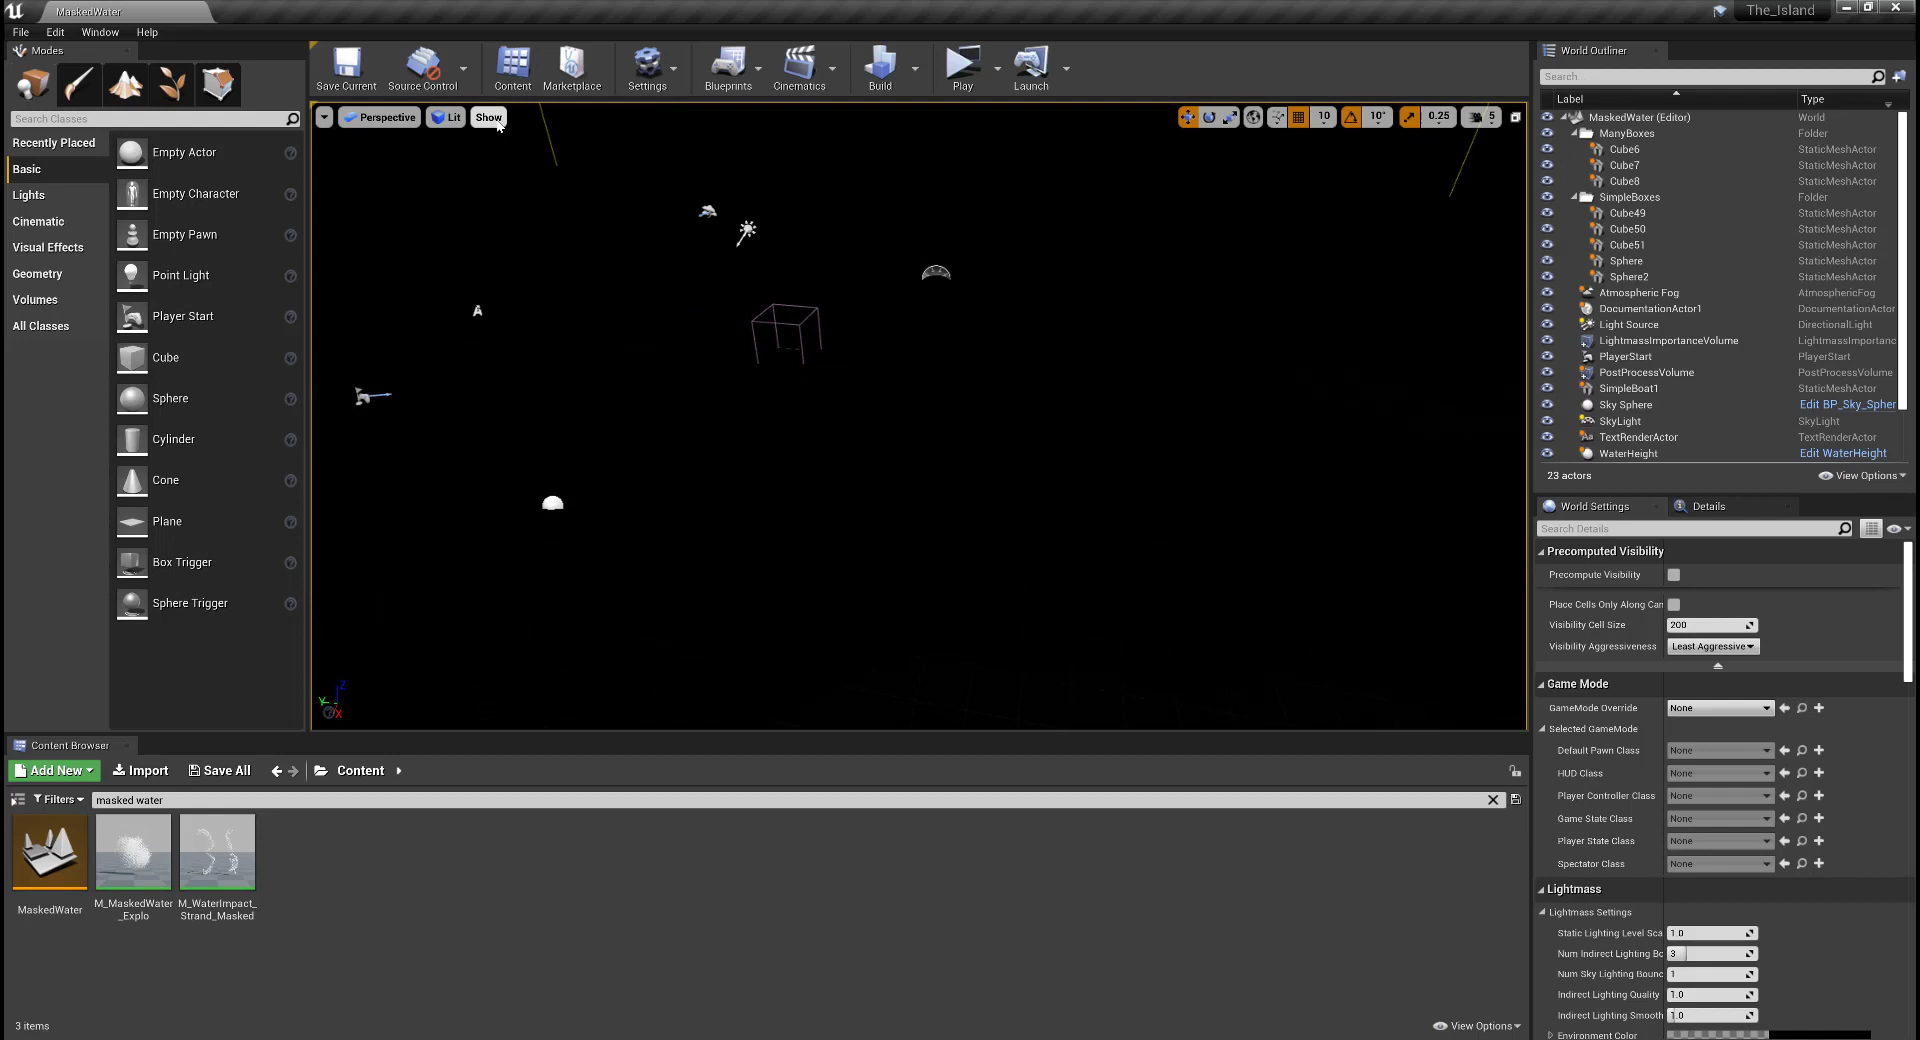 MaskedWater
The_Island
File Edit Window Help
Modes
Search Classes
Recently Placed
Basic
Lights
Cinematic
Visual Effects
Geometry
Volumes
All Classes
Empty Actor
Empty Character
Empty Pawn
Point Light
Player Start
Cube
Sphere
Cylinder
Cone
Plane
Box Trigger
Sphere Trigger
Save Current Source Control Content Marketplace Settings Blueprints Cinematics Build Play Launch
Perspective Lit Show
10 10° 0.25 5
Z
Y
X
World Outliner
Search...
Label Type
MaskedWater (Editor) World
ManyBoxes Folder
Cube6 StaticMeshActor
Cube7 StaticMeshActor
Cube8 StaticMeshActor
SimpleBoxes Folder
Cube49 StaticMeshActor
Cube50 StaticMeshActor
Cube51 StaticMeshActor
Sphere StaticMeshActor
Sphere2 StaticMeshActor
Atmospheric Fog AtmosphericFog
DocumentationActor1 DocumentationActor
Light Source DirectionalLight
LightmassImportanceVolume LightmassImportanc
PlayerStart PlayerStart
PostProcessVolume PostProcessVolume
SimpleBoat1 StaticMeshActor
Sky Sphere Edit BP_Sky_Spher
SkyLight SkyLight
TextRenderActor TextRenderActor
WaterHeight Edit WaterHeight
23 actors View Options
World Settings Details
Search Details
Precomputed Visibility
Precompute Visibility
Place Cells Only Along Can
Visibility Cell Size 200
Visibility Aggressiveness Least Aggressive
Game Mode
GameMode Override None
Selected GameMode
Default Pawn Class None
HUD Class None
Player Controller Class None
Game State Class None
Player State Class None
Spectator Class None
Lightmass
Lightmass Settings
Static Lighting Level Sca 1.0
Num Indirect Lighting Bo 3
Num Sky Lighting Bounc 1
Indirect Lighting Quality 1.0
Indirect Lighting Smooth 1.0
Environment Color
Content Browser
Add New Import Save All Content
Filters masked water
MaskedWater
M_MaskedWater
_Explo
M_WaterImpact_
Strand_Masked
3 items View Options